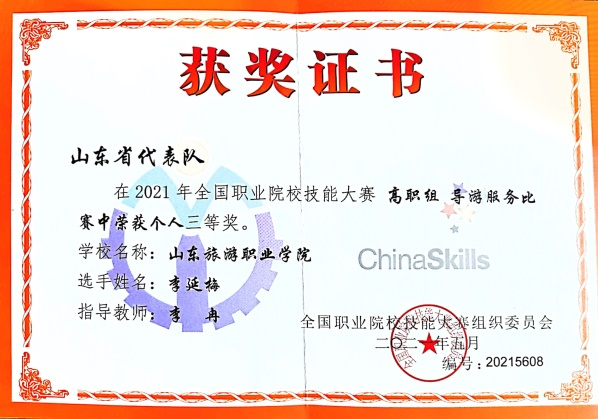 获奖证书
山东省代表队
在2021年全国职业院校技能大赛 高职组 导游服务比
赛中荣获个人三等奖。
学校名称：山东旅游职业学院
ChinaSkills
选手姓名：李延梅
指导教师：李 冉
全国职业院校技能大赛组织委员会
二〇二一年五月
编号：20215608